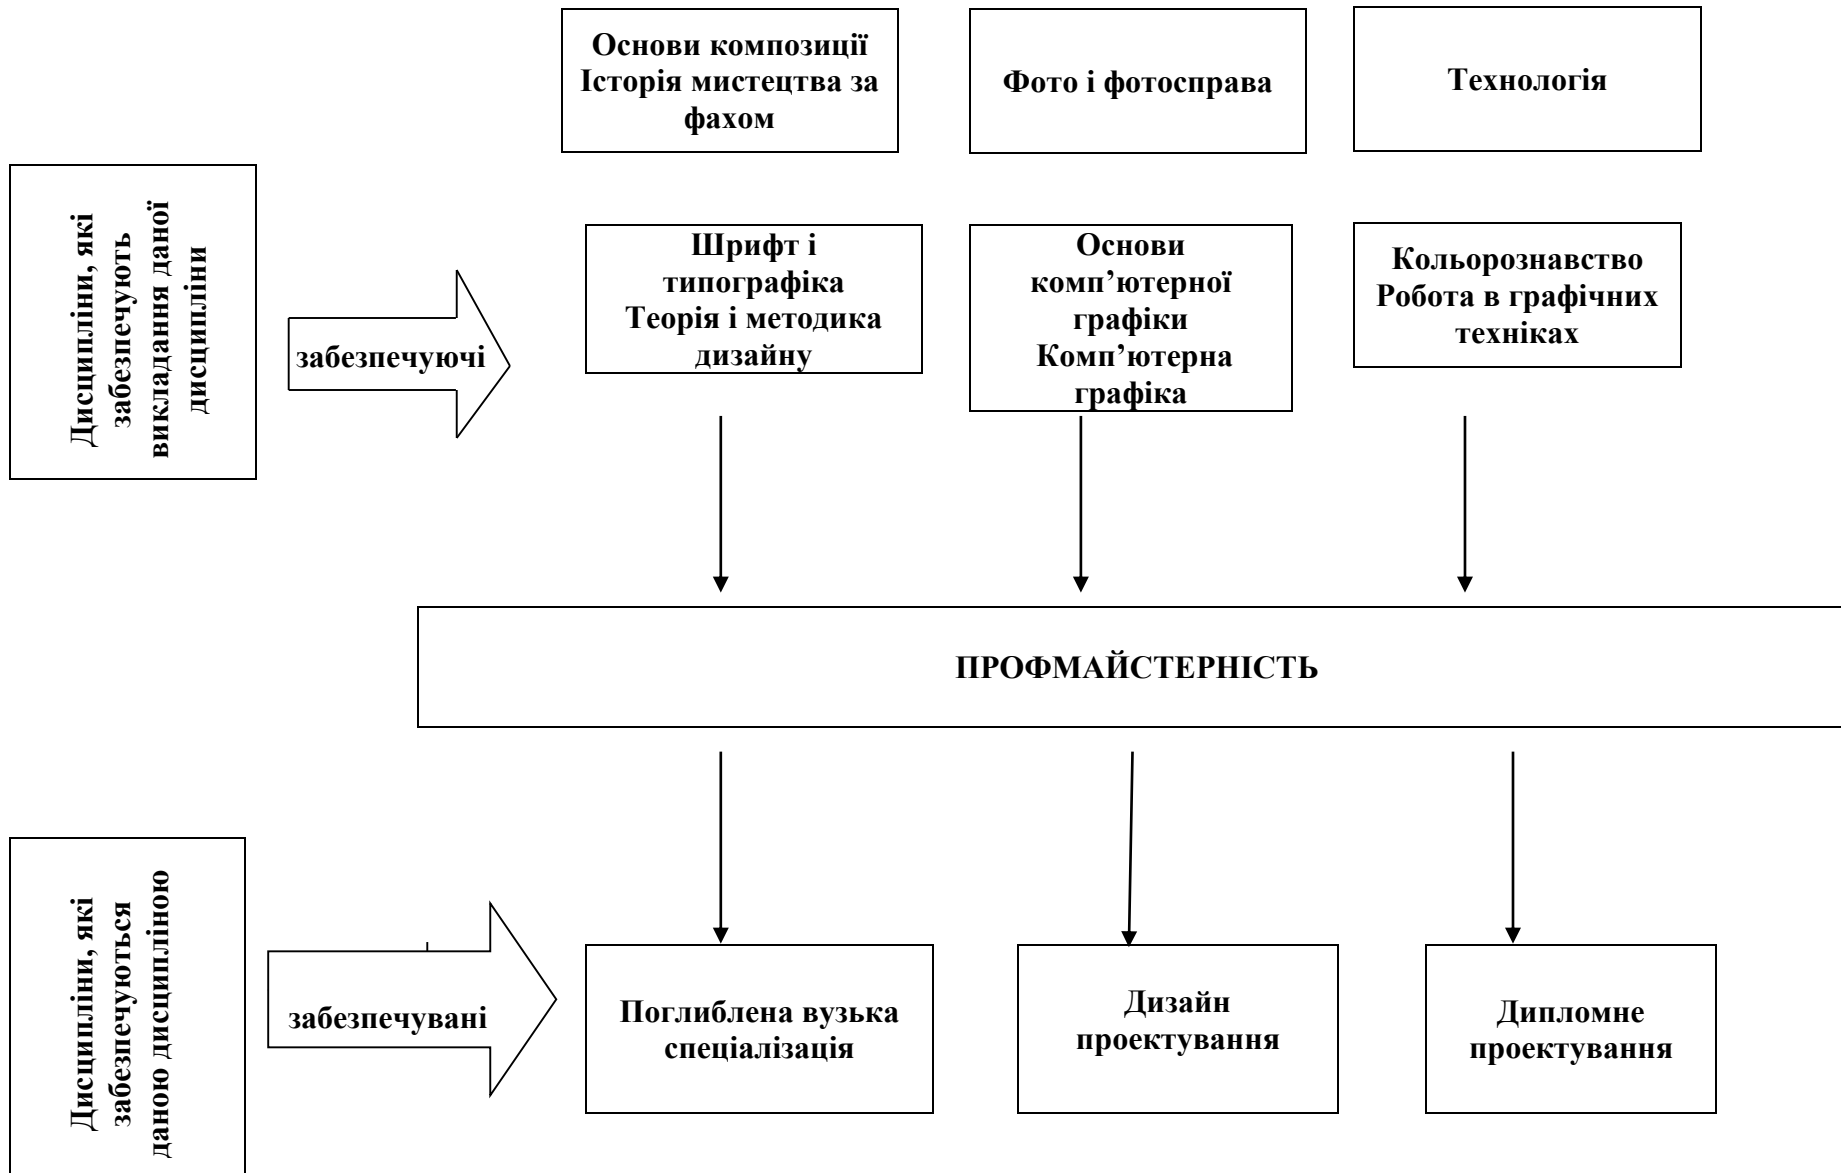 Основи композиції
Історія мистецтва за
фахом
Фото і фотосправа
Технологія
Дисципліни, які
забезпечують
викладання даної
дисципліни
забезпечуючі
Шрифт і
типографіка
Теорія і методика
дизайну
Основи
комп’ютерної
графіки
Комп’ютерна
графіка
Кольорознавство
Робота в графічних
техніках
ПРОФМАЙСТЕРНІСТЬ
Дисципліни, які
забезпечуються
даною дисципліною
забезпечувані
Поглиблена вузька
спеціалізація
Дизайн
проектування
Дипломне
проектування